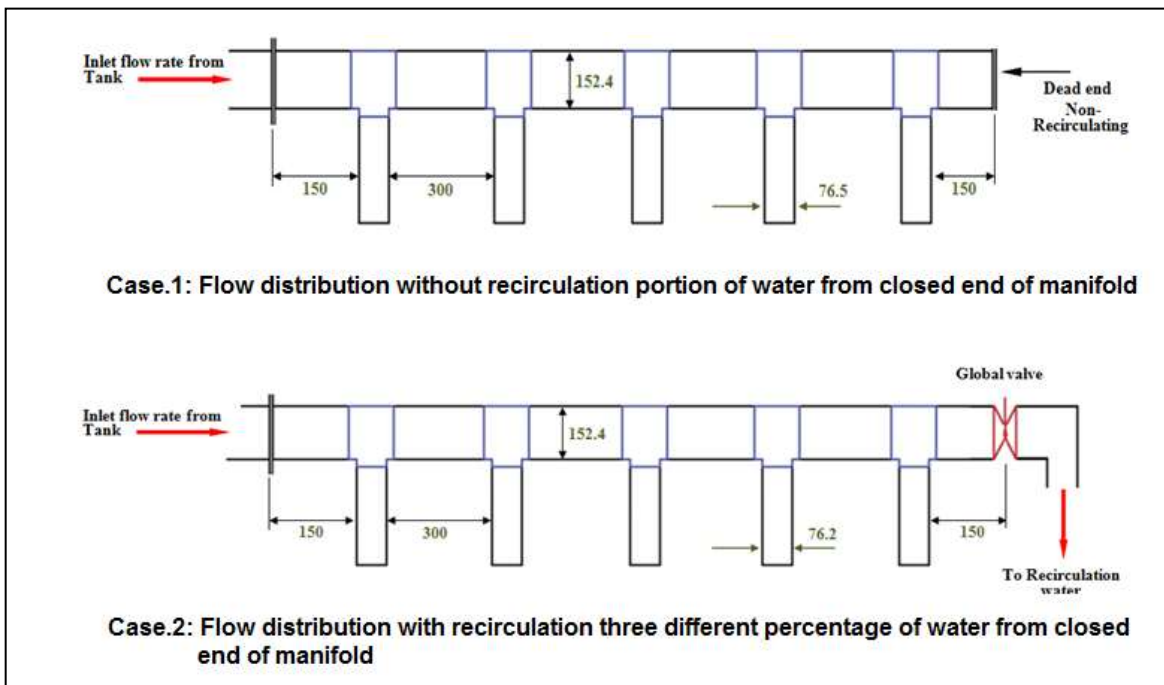 Inlet flow rate from
Tank
152.4
Dead end
Non-
Recirculating
150
300
76.5
150
Case.1: Flow distribution without recirculation portion of water from closed end of manifold
Global valve
Inlet flow rate from
Tank
152.4
150
300
76.2
150
To Recirculation
water
Case.2: Flow distribution with recirculation three different percentage of water from closed
end of manifold